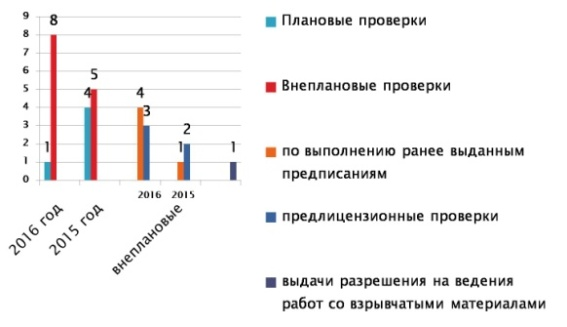 9
8
7
6
5
4
3
2
1
0
1
8
4
5
4
3
1
2
1
2016
2015
2016 год
2015 год
внеплановые
Плановые проверки
Внеплановые проверки
по выполнению ранее выданным
предписаниям
предлицензионные проверки
выдачи разрешения на ведения
работ со взрывчатыми материалами